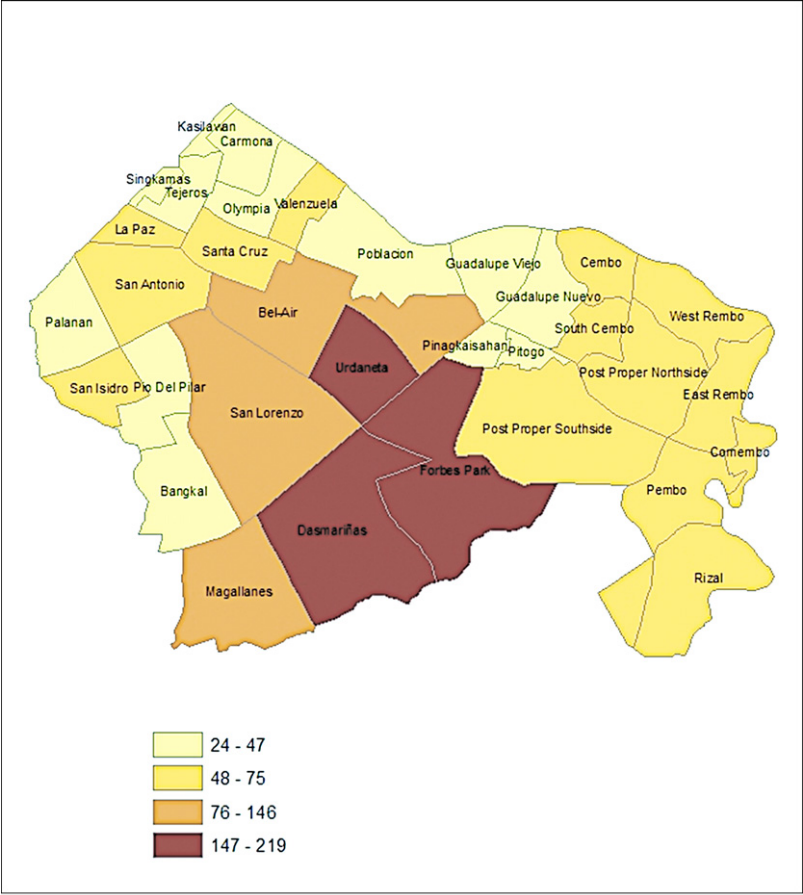 Kasilawan
Carmona
Singkamas
Tejeros
Olympia
Valenzuela
La Paz
Santa Cruz
Poblacion
Guadalupe Viejo
Cembo
San Antonio
Guadalupe Nuevo
Bel-Air
West Rembo
Palanan
South Cembo
Pinagkaisahan
Pitogo
Urdaneta
Post Proper Northside
San Isidro
Pio Del Pilar
East Rembo
San Lorenzo
Post Proper Southside
Comembo
Forbes Park
Bangkal
Pembo
Dasmariñas
Magallanes
Rizal
24 - 47
48 - 75
76 - 146
147 - 219